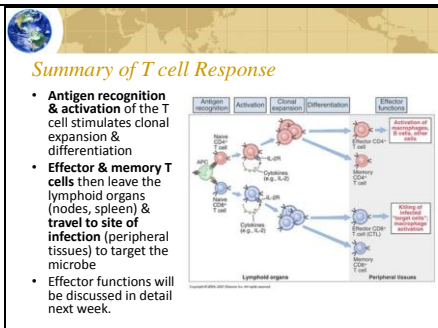 Summary of T cell Response
• Antigen recognition
& activation of the T
cell stimulates clonal
expansion &
differentiation
• Effector & memory T
cells then leave the
lymphoid organs
(nodes, spleen) &
travel to site of
infection (peripheral
tissues) to target the
microbe
• Effector functions will
be discussed in detail
next week.
Antigen
recognition
Activation
Clonal
expansion
Differentiation
Effector
functions
Naive
CD4+
T cell
APC
IL-2R
Cytokines
(e.g., IL-2)
Effector CD4+
T cell
Activation of
macrophages,
B cells, other
cells
Memory
CD4+
T cell
Naive
CD8+
T cell
IL-2R
Cytokines
(e.g., IL-2)
Effector CD8+
T cell (CTL)
Killing of
infected
"target cells";
macrophage
activation
Memory
CD8+
T cell
Lymphoid organs
Peripheral tissues